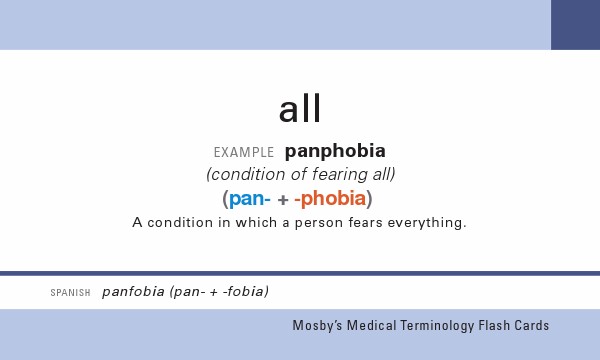 all
EXAMPLE panphobia
(condition of fearing all)
(pan- + -phobia)
A condition in which a person fears everything.
SPANISH panfobia (pan- + -fobia)
Mosby's Medical Terminology Flash Cards